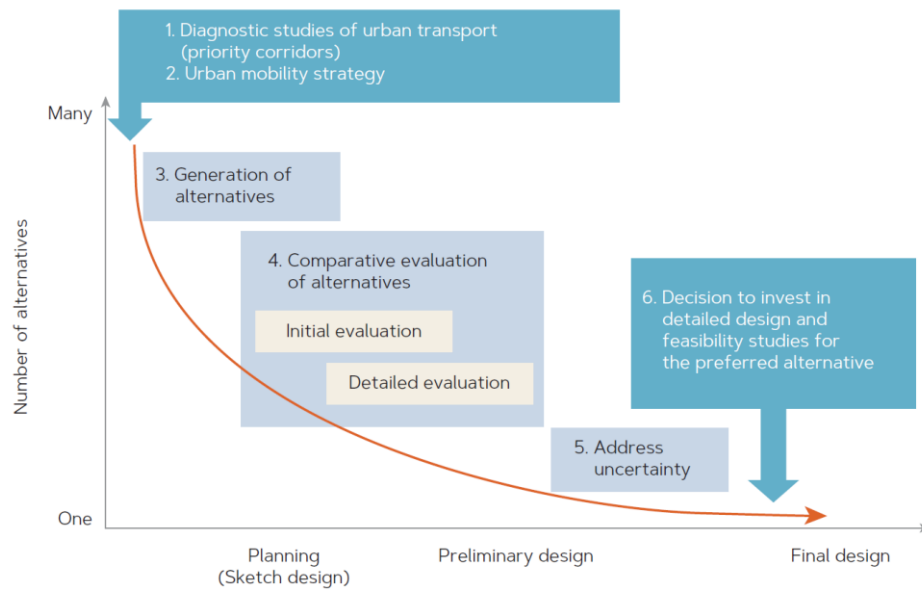 1. Diagnostic studies of urban transport
(priority corridors)
2. Urban mobility strategy
Many
3. Generation of
alternatives
4. Comparative evaluation
of alternatives
Initial evaluation
Detailed evaluation
6. Decision to invest in
detailed design and
feasibility studies for
the preferred alternative
5. Address
uncertainty
Number of alternatives
One
Planning
(Sketch design)
Preliminary design
Final design